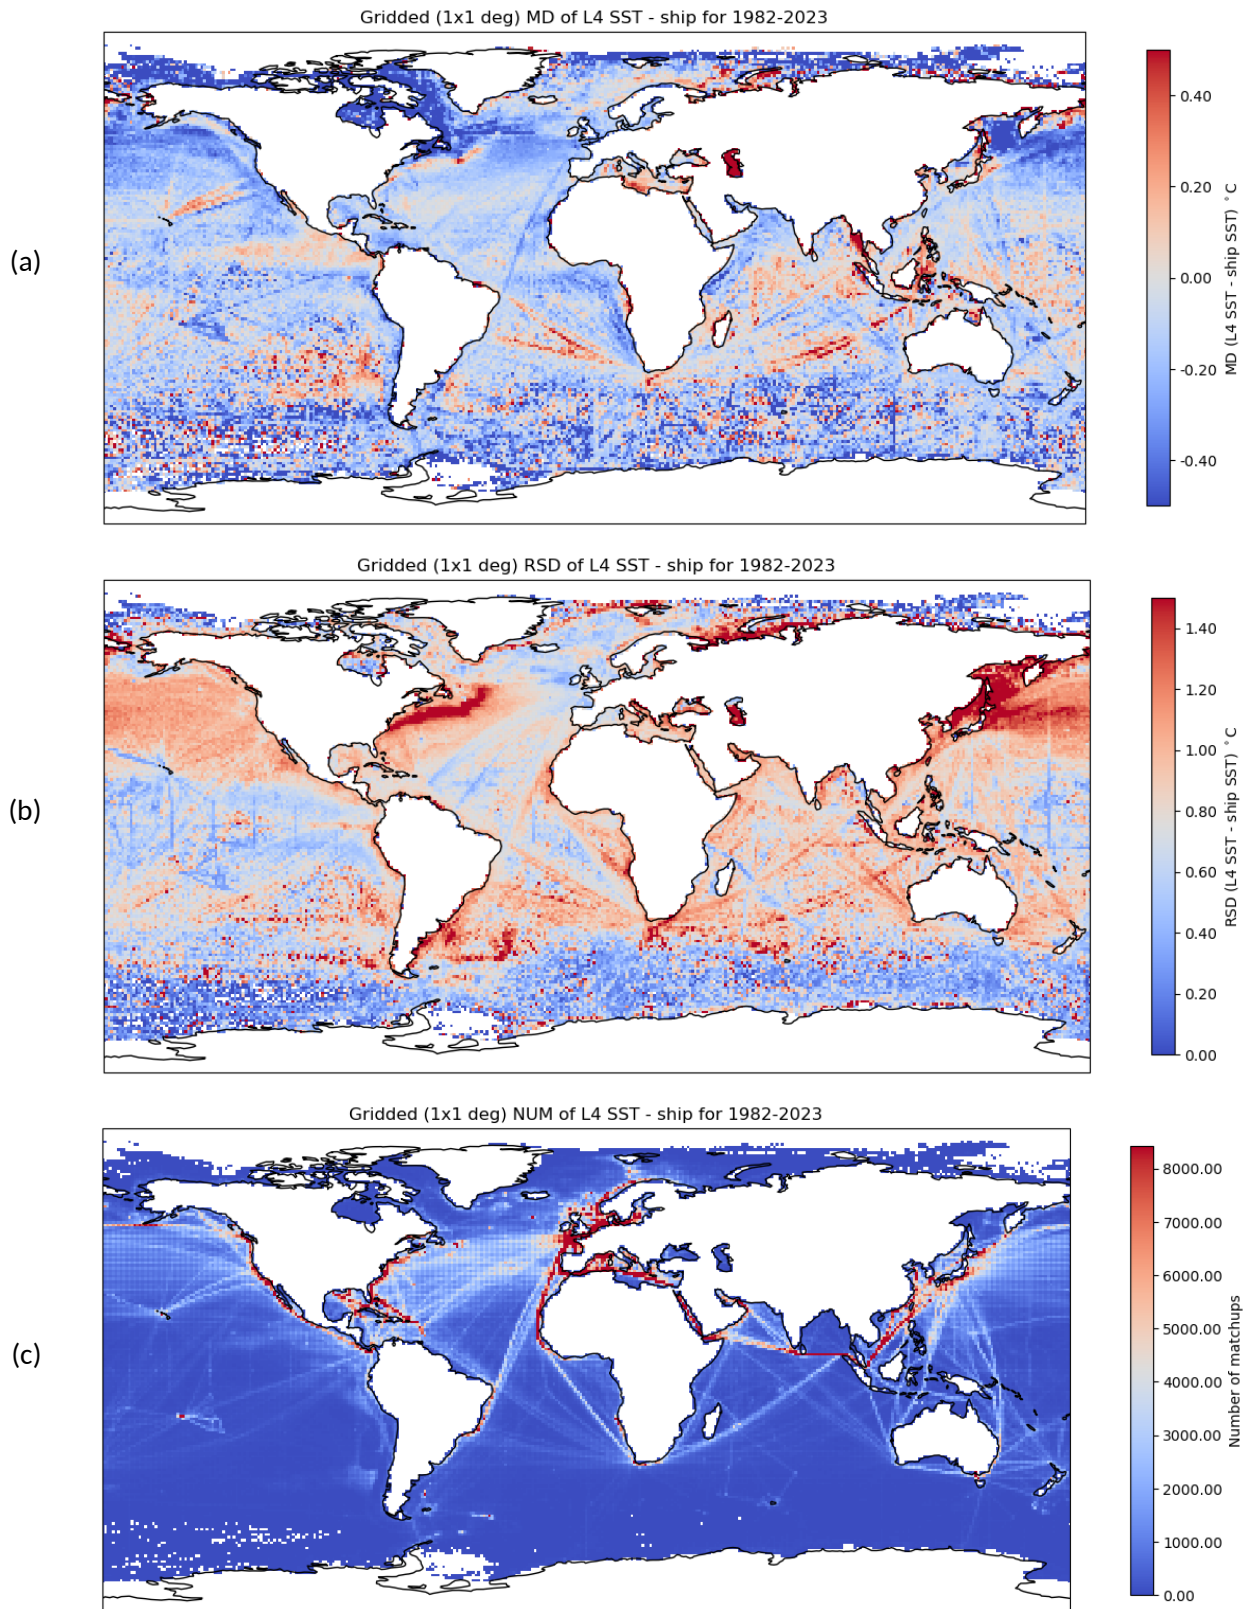 Gridded (1x1 deg) MD of L4 SST - ship for 1982-2023
(a)
0.40
0.20
0.00
-0.20
-0.40
MD (L4 SST - ship SST) °C
Gridded (1x1 deg) RSD of L4 SST - ship for 1982-2023
(b)
1.40
1.20
1.00
0.80
0.60
0.40
0.20
0.00
RSD (L4 SST - ship SST) °C
Gridded (1x1 deg) NUM of L4 SST - ship for 1982-2023
(c)
8000.00
7000.00
6000.00
5000.00
4000.00
3000.00
2000.00
1000.00
0.00
Number of matchups